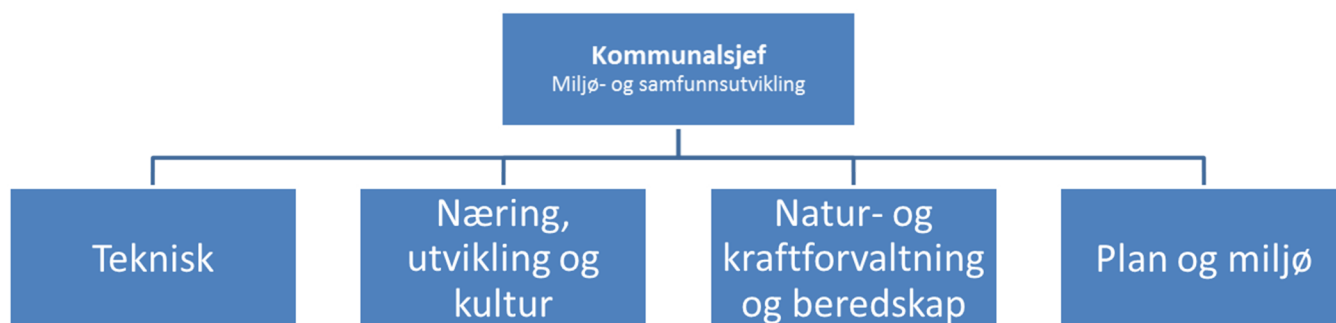 Kommunalsjef
Miljø- og samfunnsutvikling
Teknisk
Næring,
utvikling og
kultur
Natur- og
kraftforvaltning
og beredskap
Plan og miljø